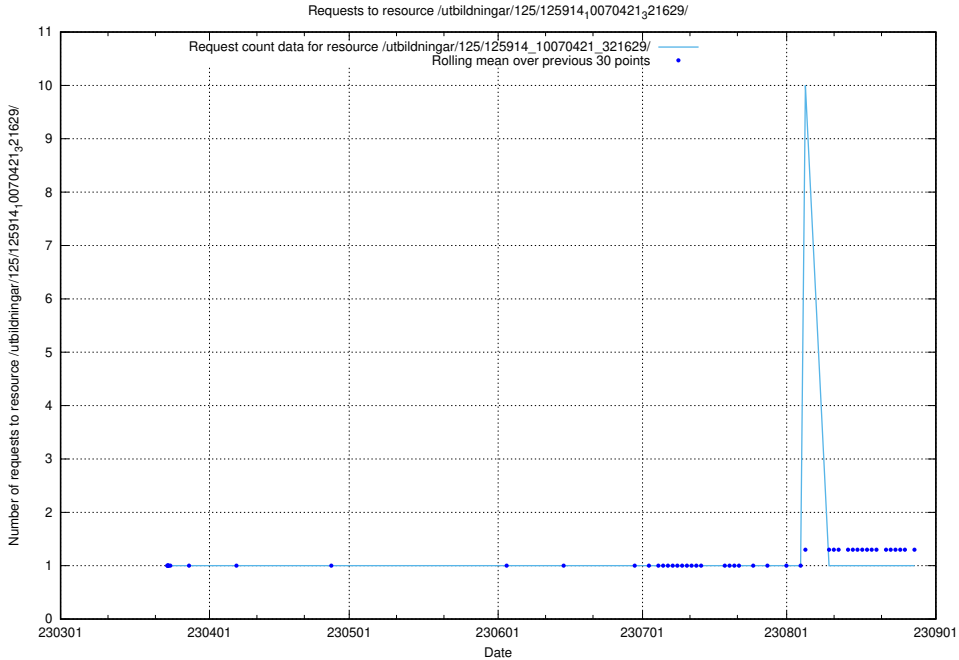 Requests to resource /utbildningar/125/125914₁0070421₃21629/
Request count data for resource /utbildningar/125/125914_10070421_321629/
Rolling mean over previous 30 points
Number of requests to resource /utbildningar/125/125914₁0070421₃21629/
11
10
9
8
7
6
5
4
3
2
1
0
230301 230401 230501 230601 230701 230801 230901
Date